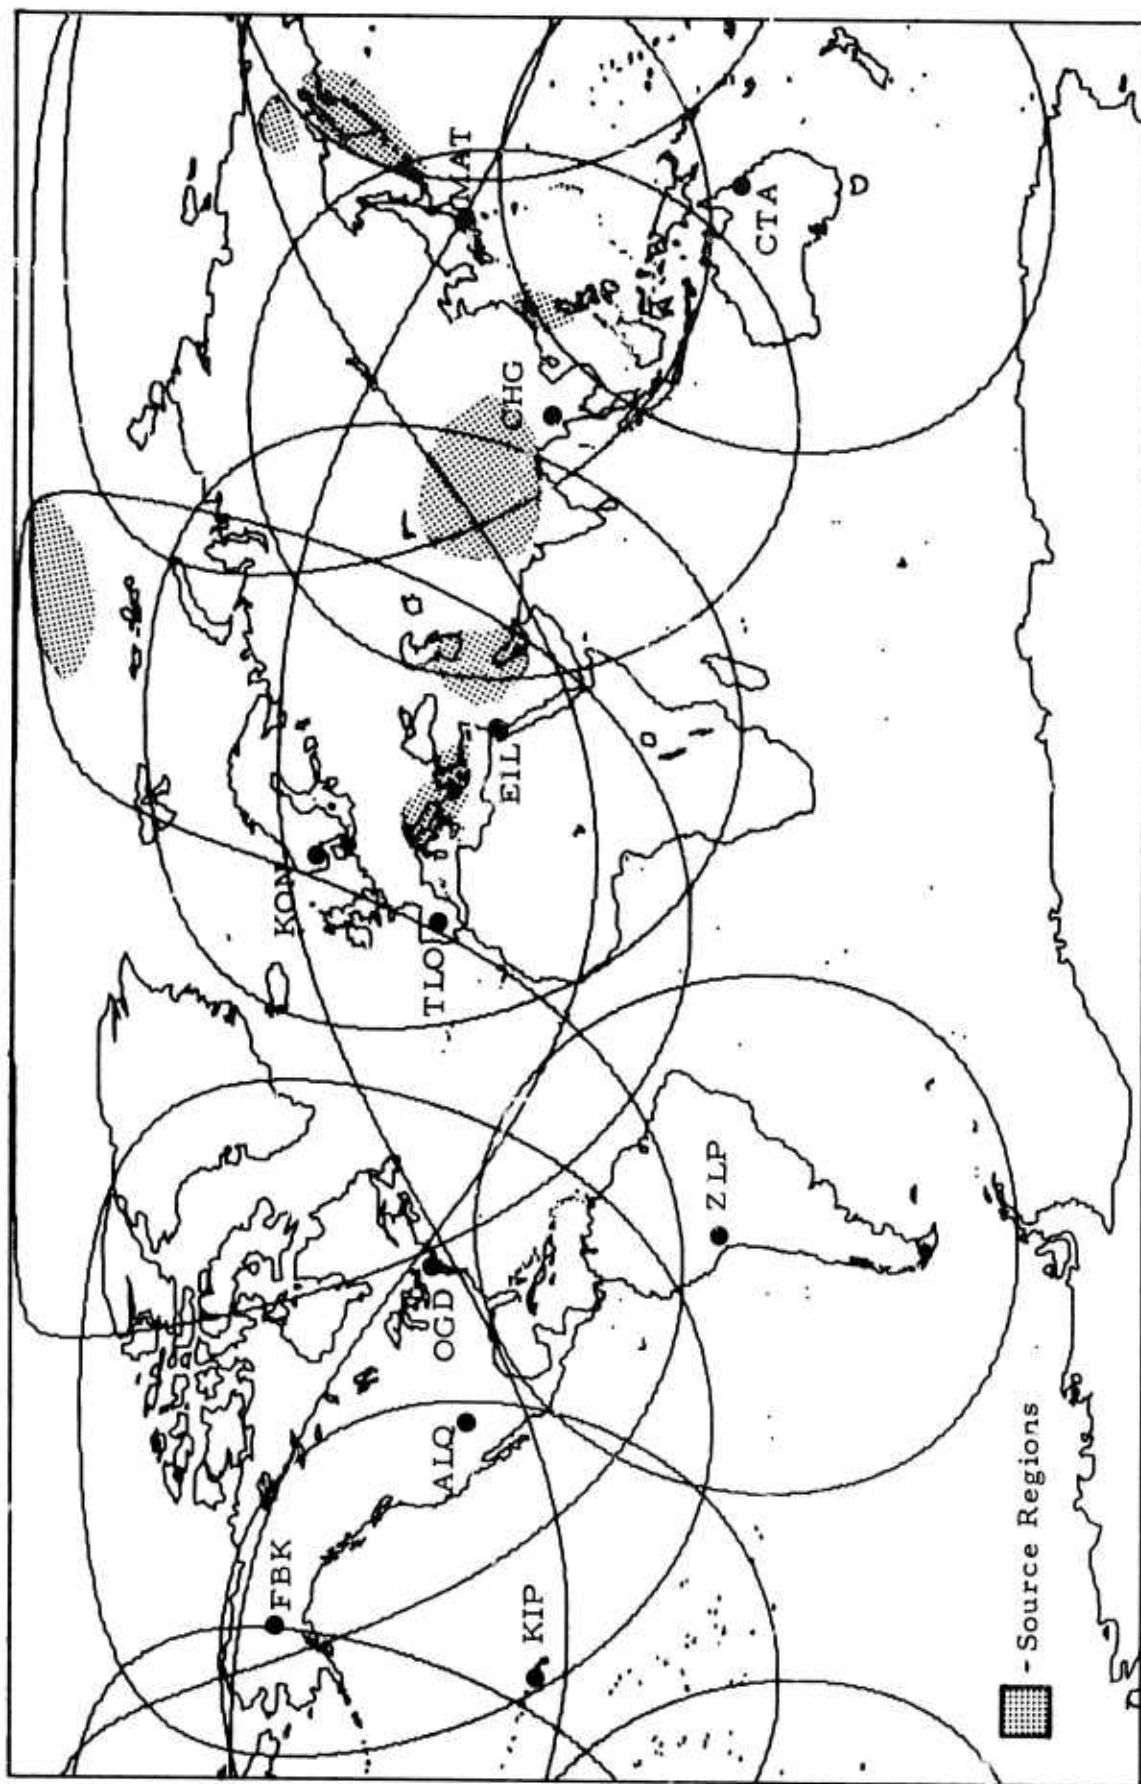 FBK
KIP
ALQ
OGD
ZLP
TLO
KON
EIL
CHG
MAT
CTA
- Source Regions